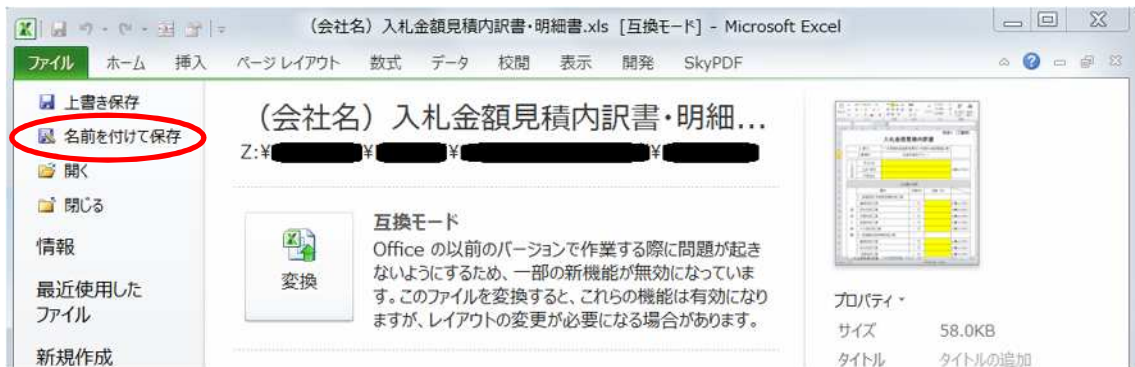 （会社名）入札金額見積内訳書・明細書.xls [互換モード] - Microsoft Excel
ファイル ホーム 挿入 ページ レイアウト 数式 データ 校閲 表示 開発 SkyPDF
上書き保存
名前を付けて保存
開く
閉じる
情報
最近使用した
ファイル
新規作成
（会社名）入札金額見積内訳書・明細...
Z:¥ ¥ ¥ ¥
変換
互換モード
Office の以前のバージョンで作業する際に問題が起き
ないようにするため、一部の新機能が無効になっていま
す。このファイルを変換すると、これらの機能は有効になり
ますが、レイアウトの変更が必要になる場合があります。
入札金額見積内訳書
プロパティ
サイズ 58.0KB
タイトル タイトルの追加